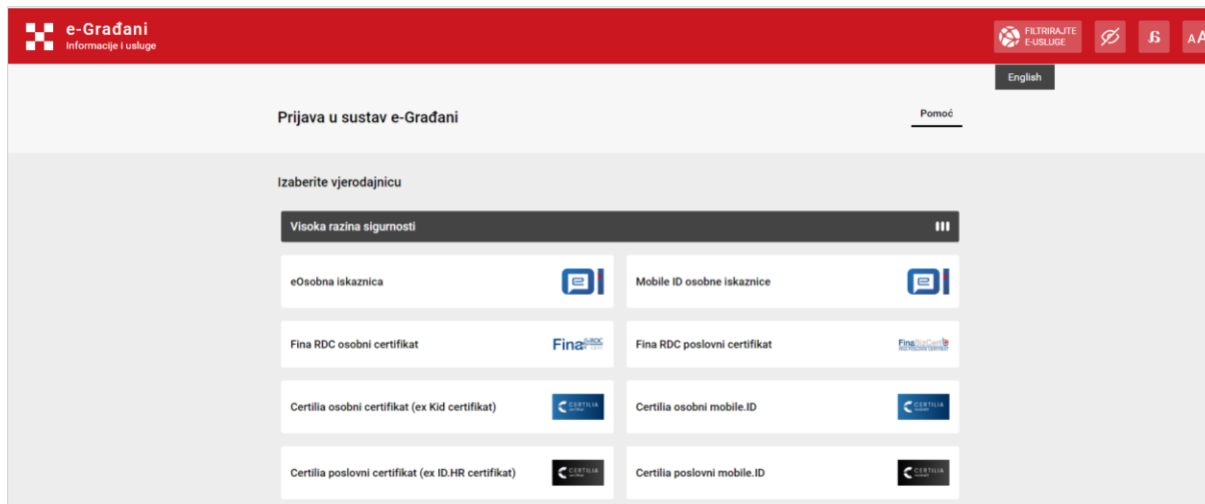 e-Građani
Informacije i usluge
FILTRIRAJTE
E-USLUGE
AA
English
Prijava u sustav e-Građani
Pomoć
Izaberite vjerodajnicu
Visoka razina sigurnosti
eOsobna iskaznica
Mobile ID osobne iskaznice
Fina RDC osobni certifikat
Fina RDC
Fina RDC poslovni certifikat
Certilia osobni certifikat (ex Kid certifikat)
CERTILIA
Certilia osobni mobile.ID
CERTILIA
Certilia poslovni certifikat (ex ID.HR certifikat)
CERTILIA
Certilia poslovni mobile.ID
CERTILIA